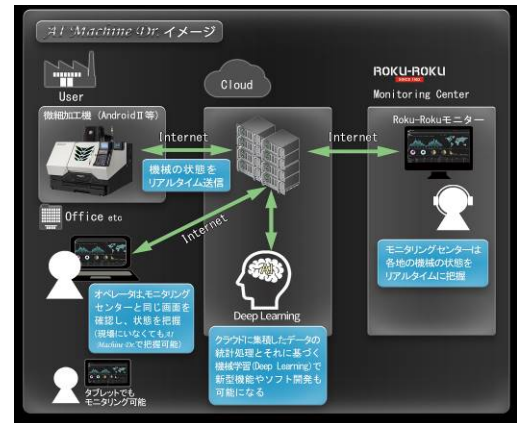 AI Machine Dr. イメージ
User
Cloud
ROKU-ROKU
SINCE 1903
Monitoring Center
微細加工機 (AndroidⅡ等)
Internet
Internet
Roku-Rokuモニター
機械の状態を
リアルタイム送信
Office etc
Internet
オペレータは、モニタリング
センターと同じ画面を
確認し、状態を把握
(現場にいなくてもAI
Machine Dr.で把握可能)
AI
Deep Learning
モニタリングセンターは
各地の機械の状態を
リアルタイムに把握
クラウドに集積したデータの
統計処理とそれに基づく
機械学習(Deep Learning)で
新型機能やソフト開発も
可能になる
タブレットでも
モニタリング可能